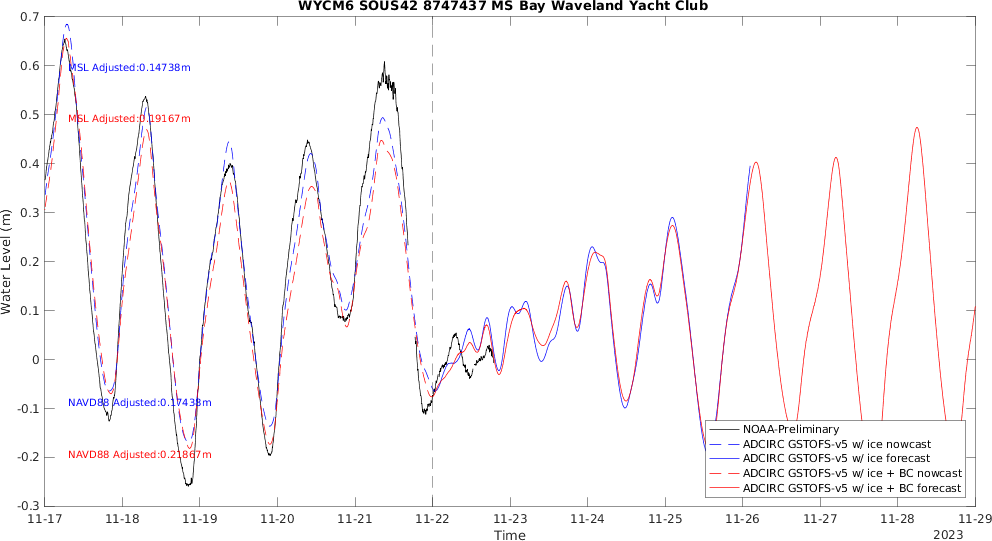 WYCM6 SOUS42 8747437 MS Bay Waveland Yacht Club
0.7
0.6
0.5
0.4
0.3
0.2
0.1
0
-0.1
-0.2
-0.3
Water Level (m)
MSL Adjusted:0.14738m
MSL Adjusted:0.19167m
NAVD88 Adjusted:0.17438m
NAVD88 Adjusted:0.21867m
NOAA-Preliminary
ADCIRC GSTOFS-v5 w/ ice nowcast
ADCIRC GSTOFS-v5 w/ ice forecast
ADCIRC GSTOFS-v5 w/ ice + BC nowcast
ADCIRC GSTOFS-v5 w/ ice + BC forecast
11-17 11-18 11-19 11-20 11-21 11-22 11-23 11-24 11-25 11-26 11-27 11-28 11-29
Time
2023